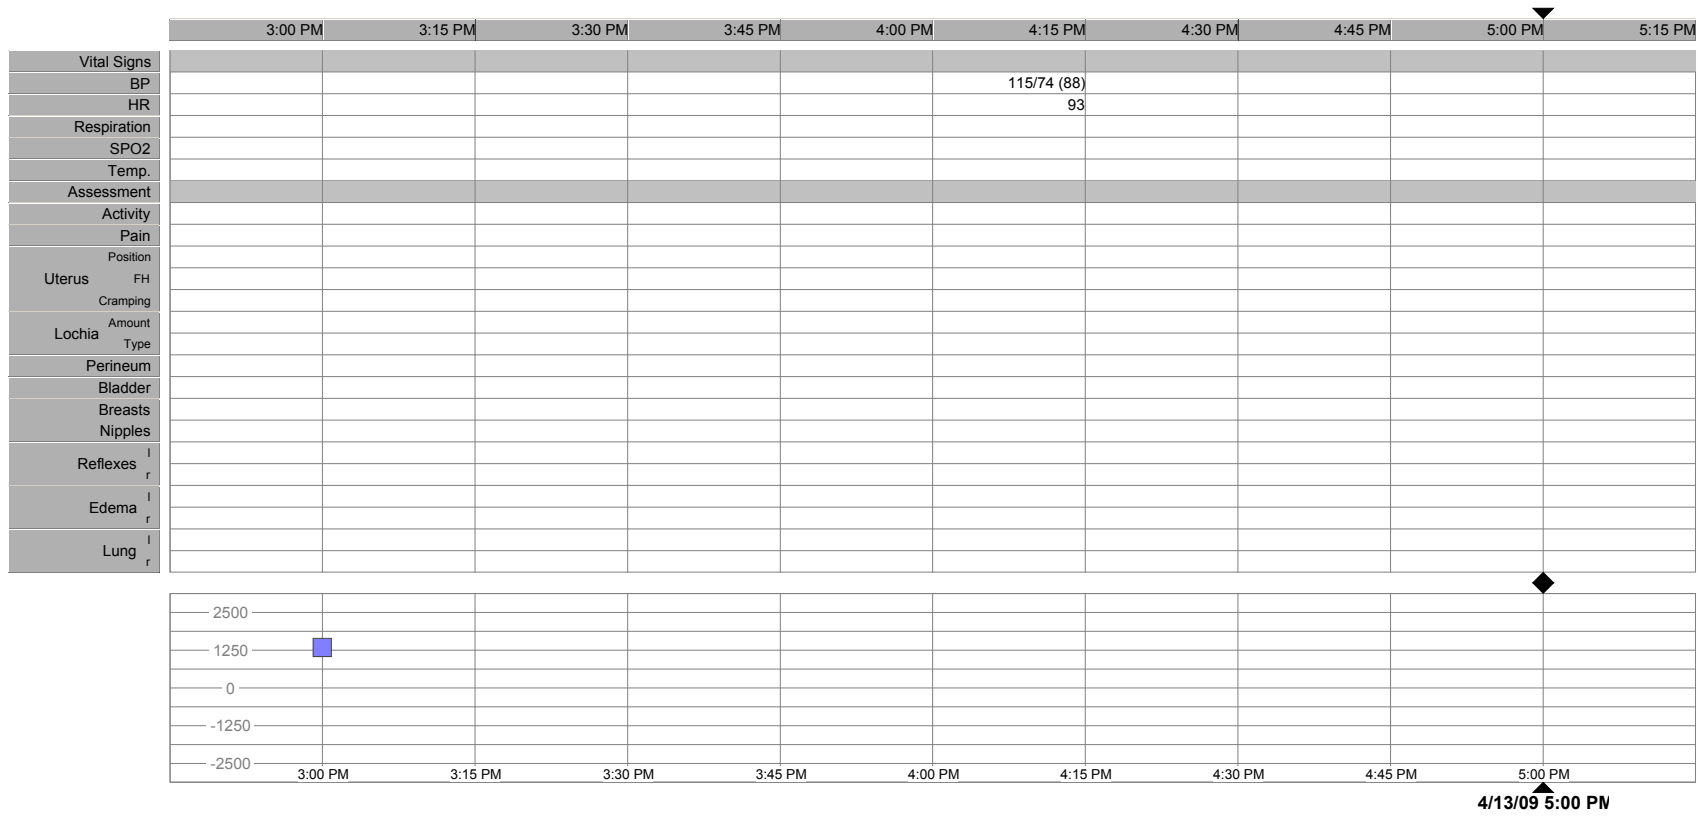 3:00 PM 3:15 PM 3:30 PM 3:45 PM 4:00 PM 4:15 PM 4:30 PM 4:45 PM 5:00 PM 5:15 PM
Vital Signs
BP 115/74 (88)
HR 93
Respiration
SPO2
Temp.
Assessment
Activity
Pain
Position
Uterus FH
Cramping
Amount
Lochia
Type
Perineum
Bladder
Breasts
Nipples
l
Reflexes
r
l
Edema
r
l
Lung
r
2500
1250
0
-1250
-2500
3:00 PM 3:15 PM 3:30 PM 3:45 PM 4:00 PM 4:15 PM 4:30 PM 4:45 PM 5:00 PM
4/13/09 5:00 PM